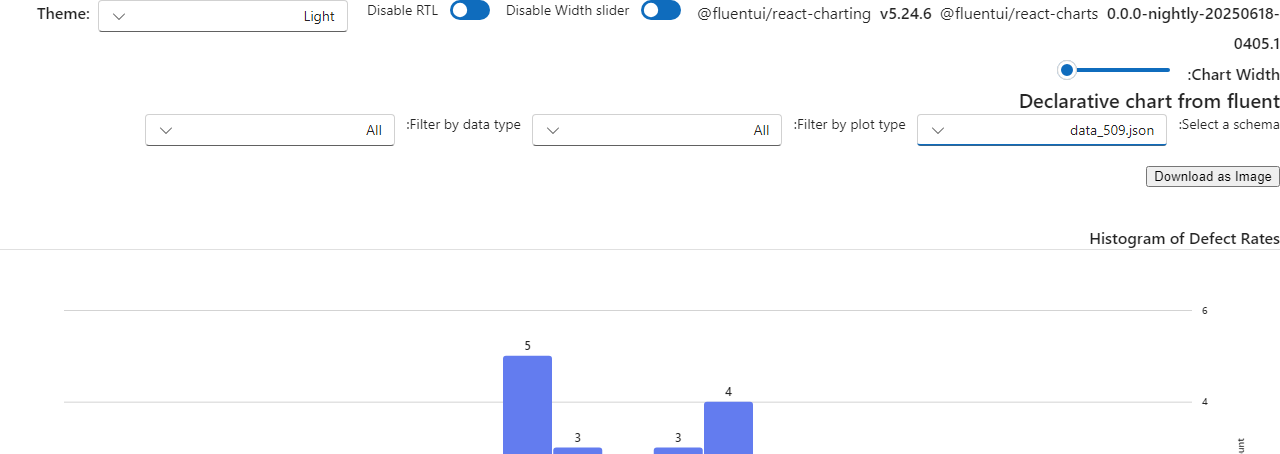 Theme: Light Disable RTL Disable Width slider @fluentui/react-charting v5.24.6 @fluentui/react-charts 0.0.0-nightly-20250618-
0405.1
:Chart Width
Declarative chart from fluent
:Select a schema data_509.json :Filter by plot type All :Filter by data type All
Download as Image
Histogram of Defect Rates
6
5
4
4
3
3